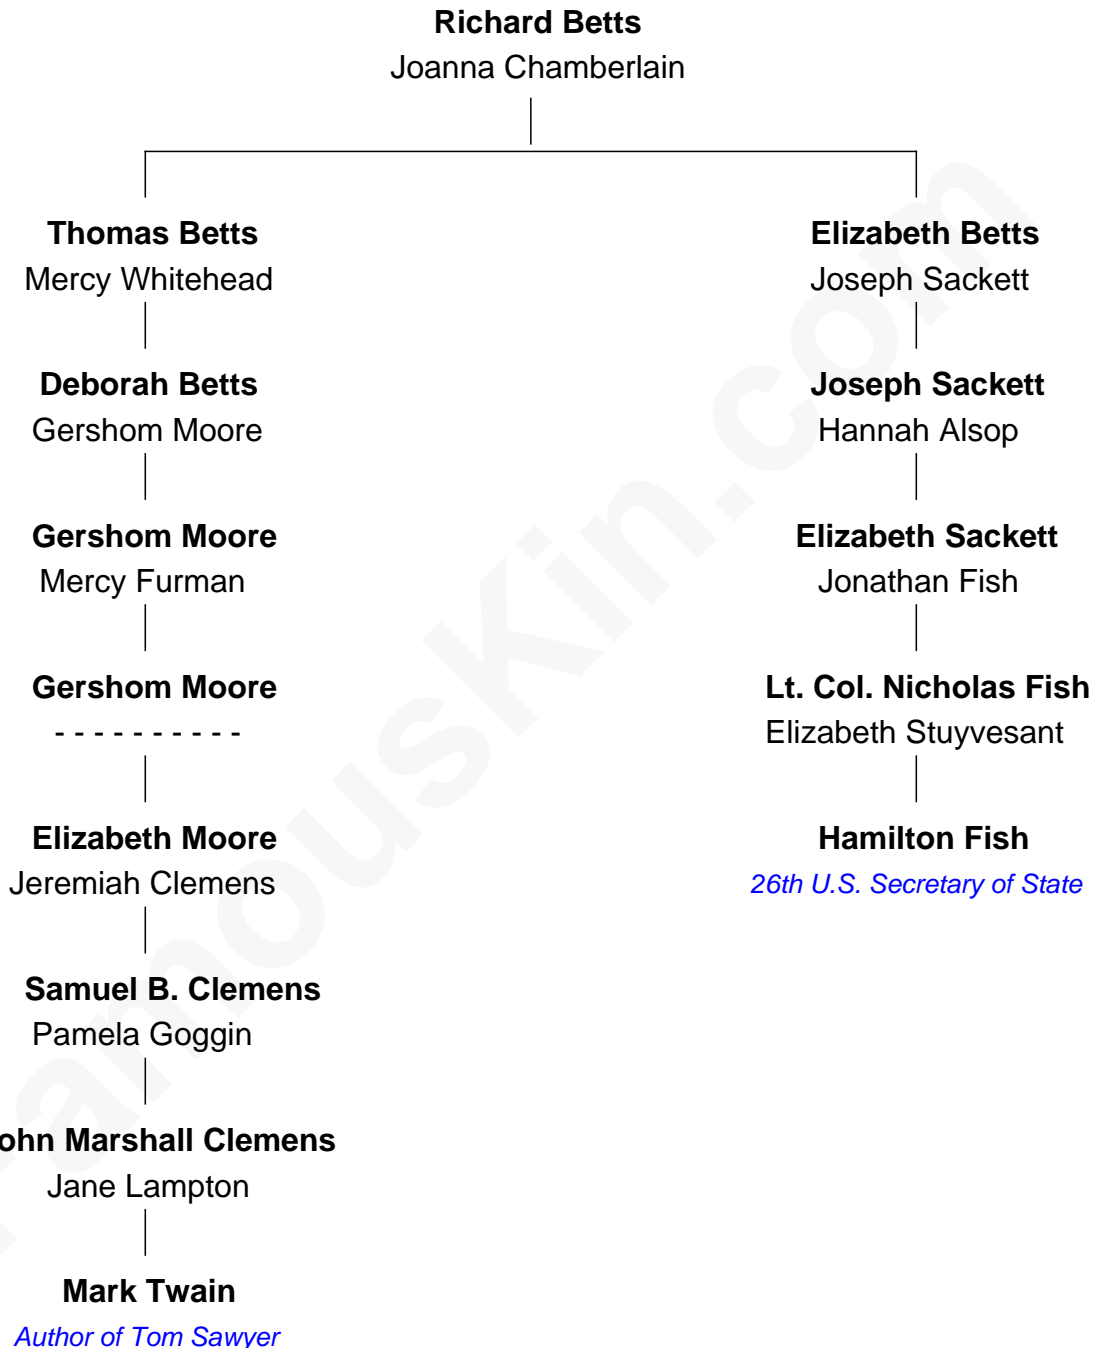 Richard Betts
Joanna Chamberlain
Thomas Betts
Mercy Whitehead
Elizabeth Betts
Joseph Sackett
Deborah Betts
Gershom Moore
Joseph Sackett
Hannah Alsop
Gershom Moore
Mercy Furman
Elizabeth Sackett
Jonathan Fish
Gershom Moore
- - - - - - - - - -
Lt. Col. Nicholas Fish
Elizabeth Stuyvesant
Elizabeth Moore
Jeremiah Clemens
Hamilton Fish
26th U.S. Secretary of State
Samuel B. Clemens
Pamela Goggin
ohn Marshall Clemens
Jane Lampton
Mark Twain
Author of Tom Sawyer
FamousKin.com